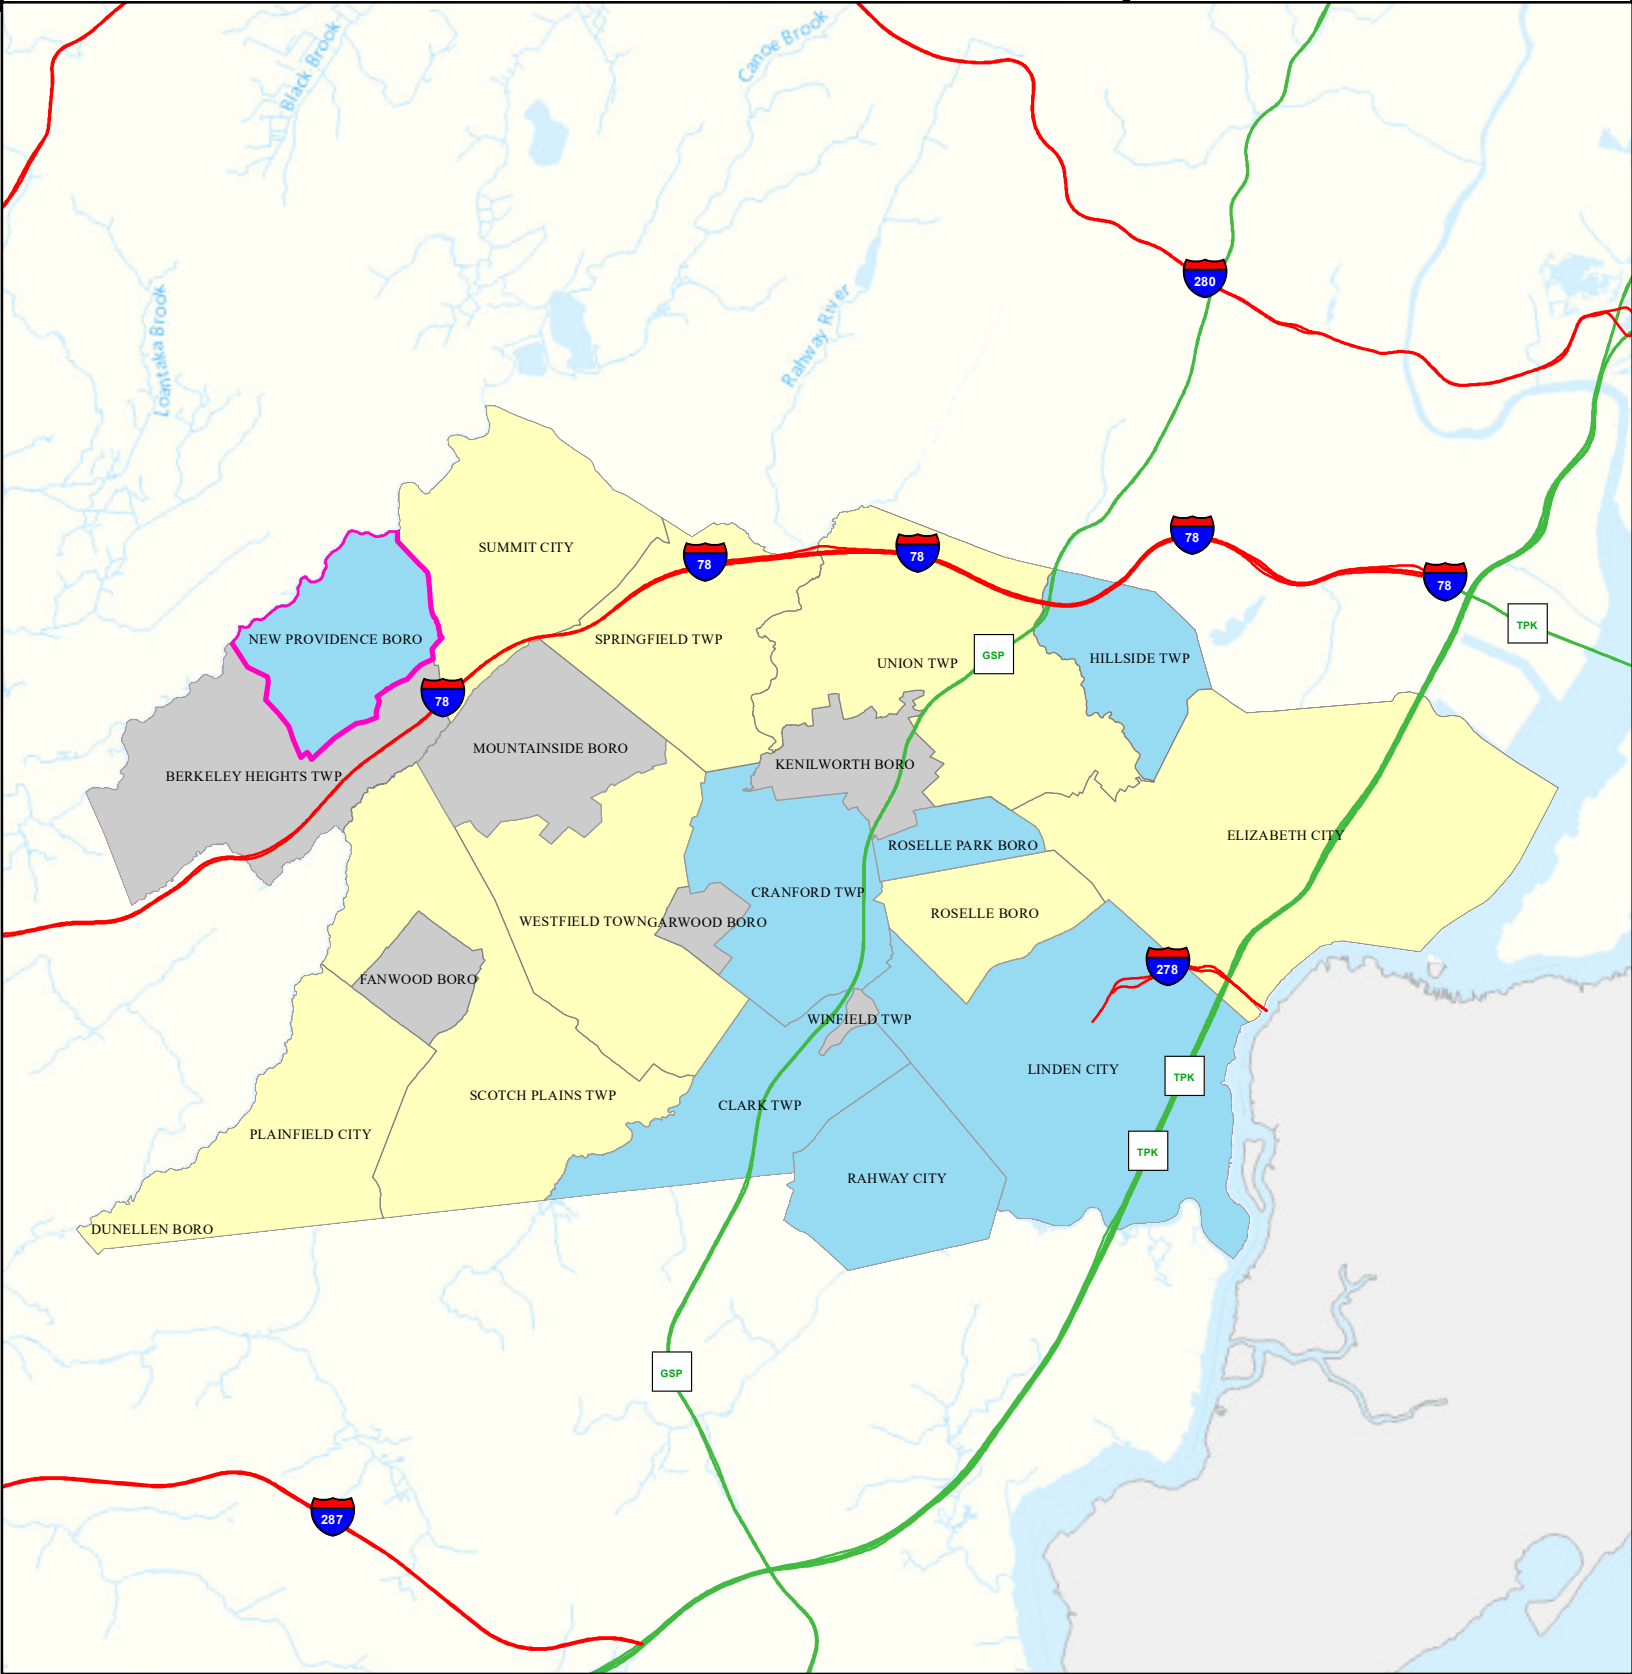 Black Brook
Canoe Brook
Loantaka Brook
Rahway River
280
78
78
78
78
TPK
SUMMIT CITY
NEW PROVIDENCE BORO
SPRINGFIELD TWP
UNION TWP
GSP
HILLSIDE TWP
78
MOUNTAINSIDE BORO
KENILWORTH BORO
BERKELEY HEIGHTS TWP
ELIZABETH CITY
ROSELLE PARK BORO
CRANFORD TWP
ROSELLE BORO
WESTFIELD TOWN
GARWOOD BORO
278
FANWOOD BORO
WINFIELD TWP
LINDEN CITY
TPK
SCOTCH PLAINS TWP
CLARK TWP
PLAINFIELD CITY
TPK
RAHWAY CITY
DUNELLEN BORO
GSP
287